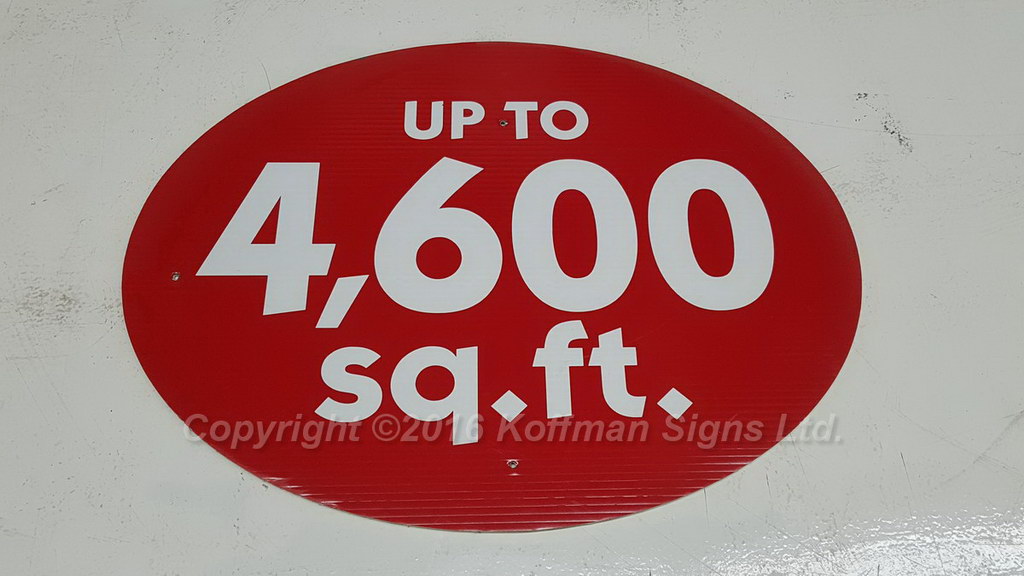 UP TO
4,600
sq.ft.
Copyright ©2016 Koffman Signs Ltd.